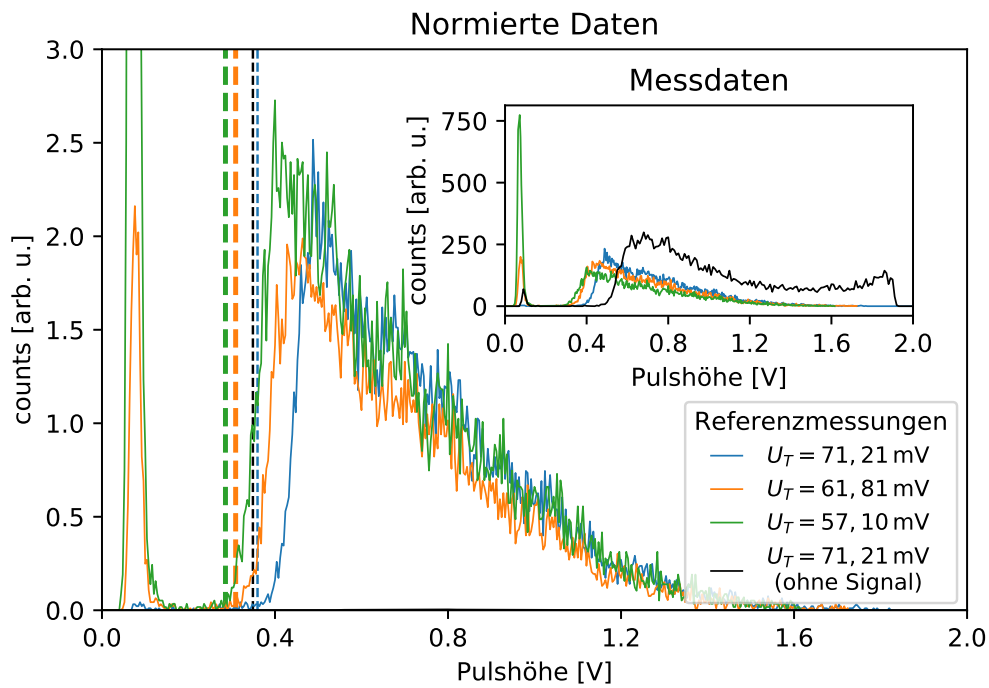 Normierte Daten
counts [arb. u.]
3.0
2.5
2.0
1.5
1.0
0.5
0.0
0.0
0.4
0.8
1.2
1.6
2.0
Pulshöhe [V]
Messdaten
counts [arb. u.]
750
500
250
0
0.0
0.4
0.8
1.2
1.6
2.0
Pulshöhe [V]
Referenzmessungen
U_T = 71, 21 mV
U_T = 61, 81 mV
U_T = 57, 10 mV
U_T = 71, 21 mV
(ohne Signal)